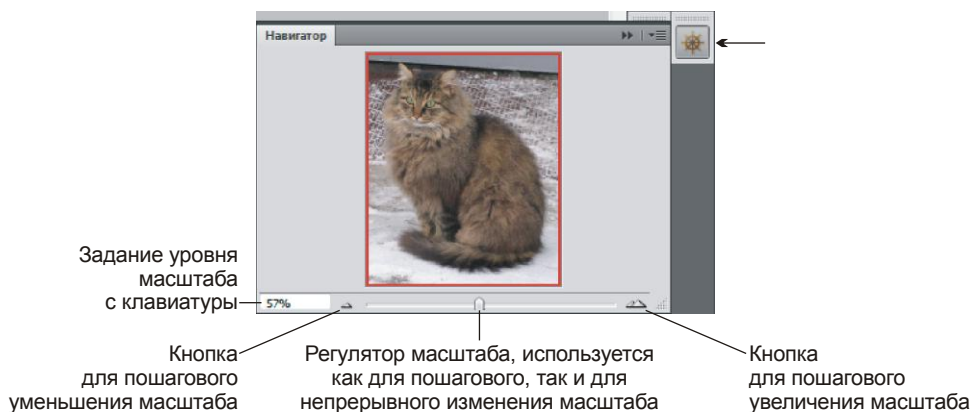 Навигатор
Задание уровня
масштаба
с клавиатуры
57%
Кнопка
для пошагового
уменьшения масштаба
Регулятор масштаба, используется
как для пошагового, так и для
непрерывного изменения масштаба
Кнопка
для пошагового
увеличения масштаба